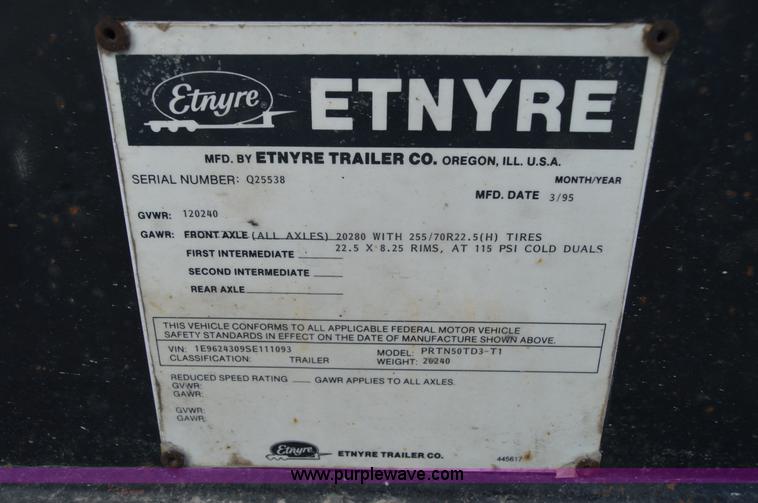 Etnyre ® ETNYRE
MFD. BY ETNYRE TRAILER CO. OREGON, ILL. U.S.A.
SERIAL NUMBER: Q25538
MONTH/YEAR
MFD. DATE 3/95
GVWR: 120240
GAWR: FRONT AXLE (ALL AXLES) 20280 WITH 255/70R22.5(H) TIRES
22.5 X 8.25 RIMS, AT 115 PSI COLD DUALS
FIRST INTERMEDIATE
SECOND INTERMEDIATE
REAR AXLE
THIS VEHICLE CONFORMS TO ALL APPLICABLE FEDERAL MOTOR VEHICLE
SAFETY STANDARDS IN EFFECT ON THE DATE OF MANUFACTURE SHOWN ABOVE.
VIN: 1E9624309SE111093 MODEL: PRTN50TD3-T1
CLASSIFICATION: TRAILER WEIGHT: 20240
REDUCED SPEED RATING ___ GAWR APPLIES TO ALL AXLES.
GVWR:
GAWR:
GVWR:
GAWR:
Etnyre ETNYRE TRAILER CO. 445617
www.purplewave.com